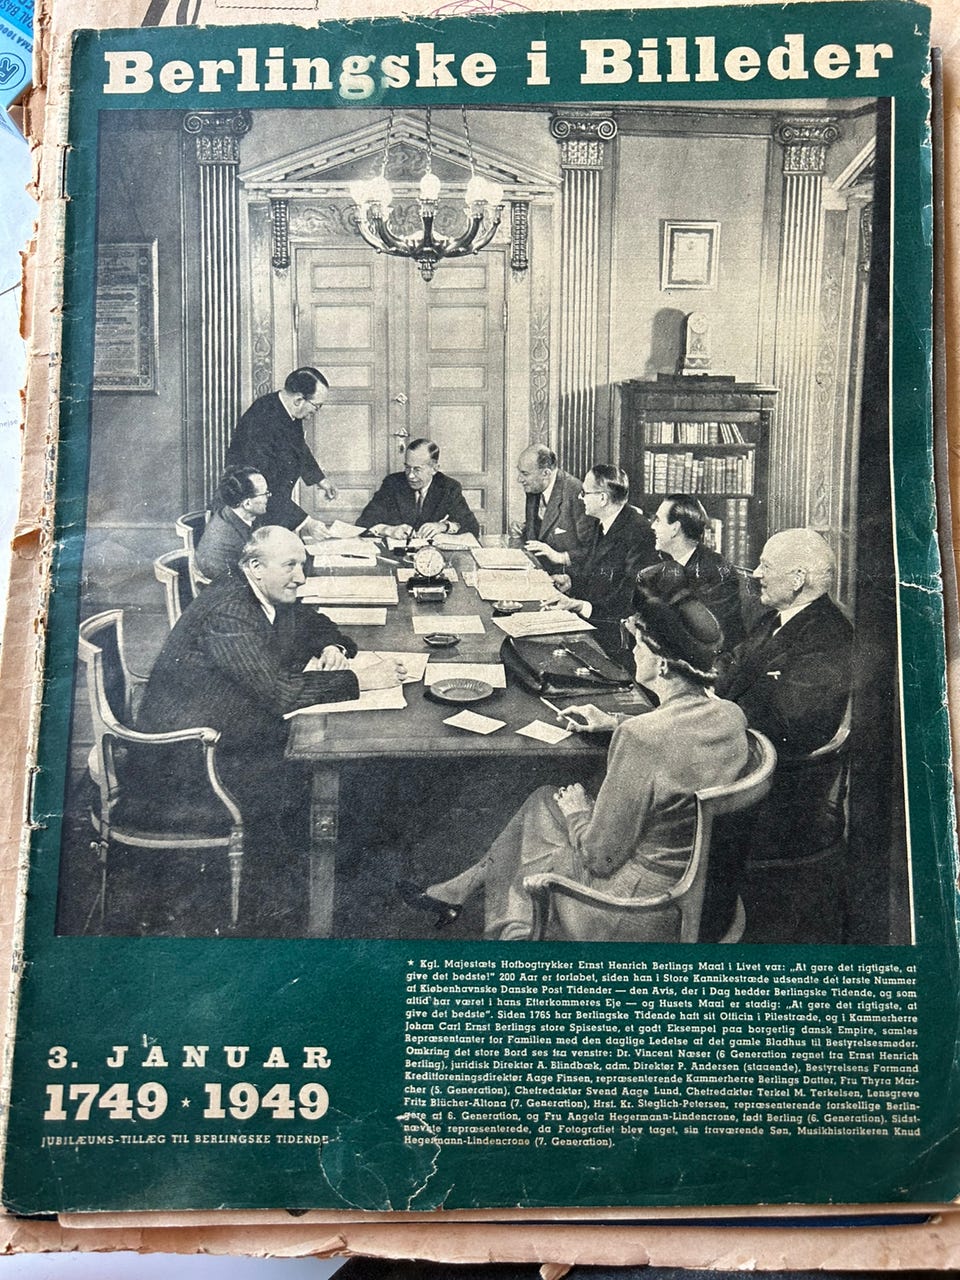 Berlingske i Billeder
★ Kgl. Majestæts Hofbogtrykker Ernst Henrich Berlings Maal i Livet var: „At gøre det rigtigste, at
give det bedste!" 200 Aar er forløbet, siden han i Store Kannikestræde udsendte det første Nummer
af Kiøbenhavnske Danske Post Tidender — den Avis, der i Dag hedder Berlingske Tidende, og som
altid har været i hans Efterkommeres Eje — og Husets Maal er stadig: „At gøre det rigtigste, at
give det bedste". Siden 1765 har Berlingske Tidende haft sit Officin i Pilestræde, og i Kammerherre
Johan Carl Ernst Berlings store Spisestue, et godt Eksempel paa borgerlig dansk Empire, samles
Repræsentanter for Familien med den daglige Ledelse af det gamle Bladhus til Bestyrelsesmøder.
Omkring det store Bord ses fra venstre: Dr. Vincent Næser (6 Generation regnet fra Ernst Henrich
Berling), juridisk Direktør A. Blindbæk, adm. Direktør P. Andersen (staaende), Bestyrelsens Formand
Kreditforeningsdirektør Aage Finsen, repræsenterende Kammerherre Berlings Datter, Fru Thyra Mar-
cher (5. Generation), Chefredaktør Svend Aage Lund, Chefredaktør Terkel M. Terkelsen, Lensgreve
Fritz Blücher-Altona (7. Generation), Hrst. Kr. Steglich-Petersen, repræsenterende forskellige Berlin-
gere af 6. Generation, og Fru Angela Hegermann-Lindencrone, født Berling (6. Generation). Sidst-
nævnte repræsenterede, da Fotografiet blev taget, sin fraværende Søn, Musikhistorikeren Knud
Hegermann-Lindencrone (7. Generation).
3. JANUAR
1749 ★ 1949
JUBILÆUMS-TILLÆG TIL BERLINGSKE TIDENDE